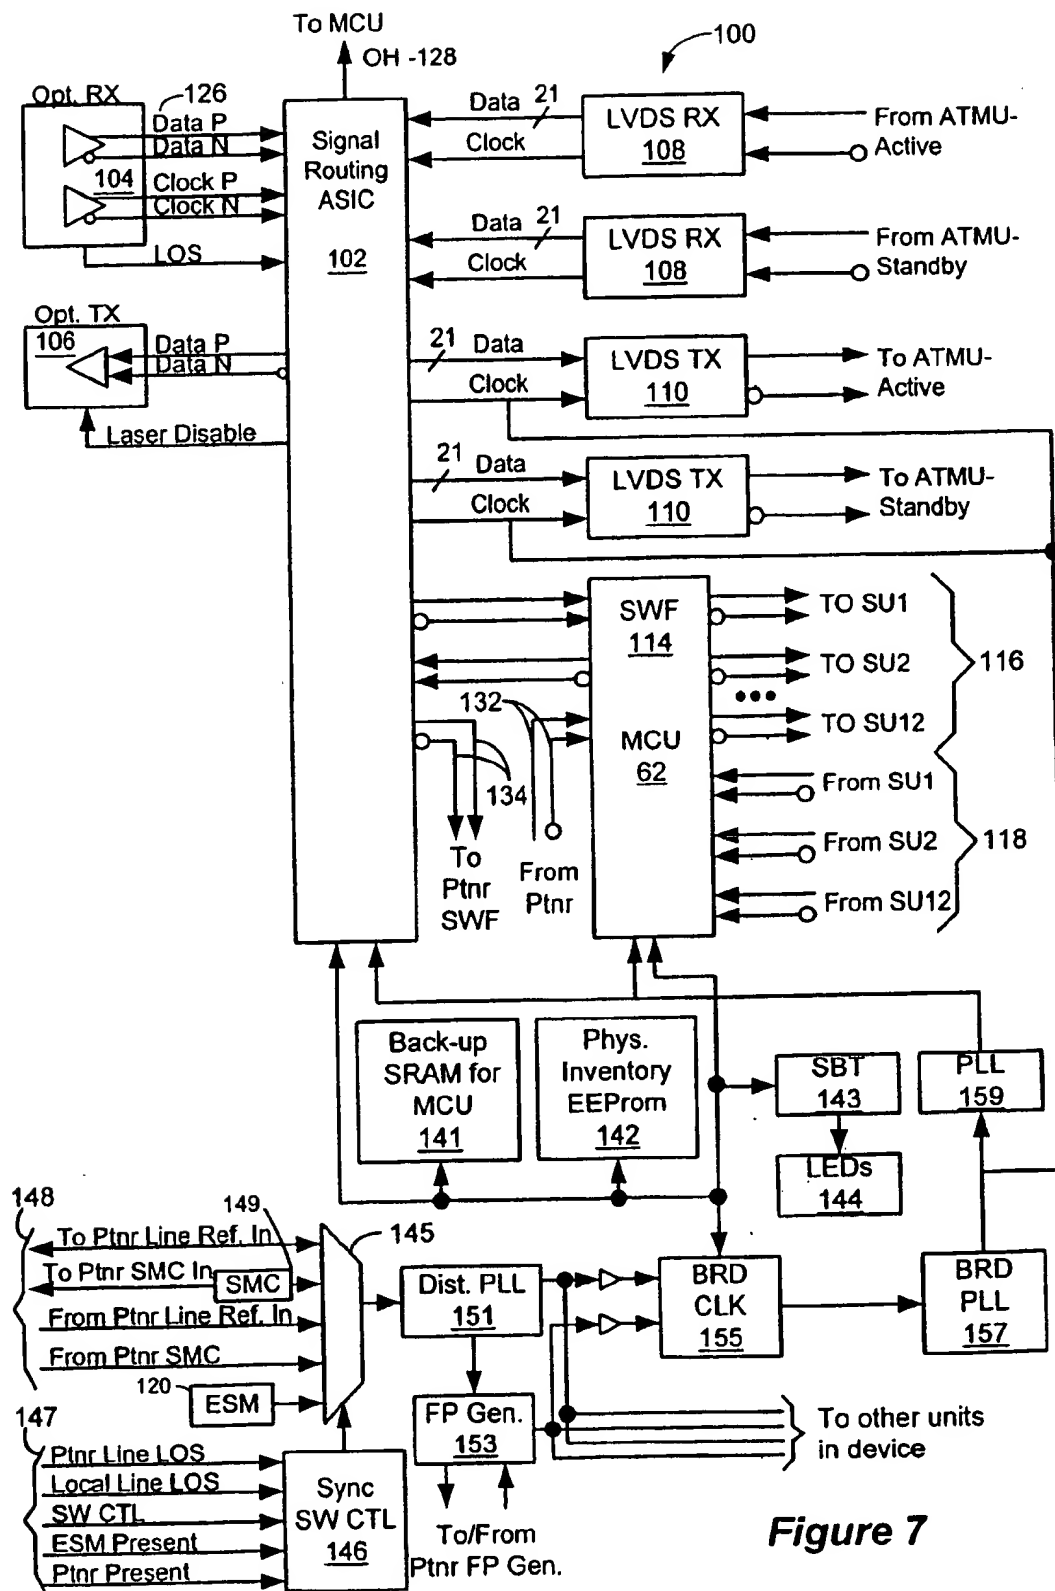 To MCU
OH -128
100
Opt. RX
126
Data P
Data N
104
Clock P
Clock N
LOS
Signal
Routing
ASIC
102
Data
21
Clock
LVDS RX
108
From ATMU-
Active
Data
21
Clock
LVDS RX
108
From ATMU-
Standby
Opt. TX
106
Data P
Data N
Laser Disable
21
Data
Clock
LVDS TX
110
To ATMU-
Active
21
Data
Clock
LVDS TX
110
To ATMU-
Standby
SWF
114
MCU
62
TO SU1
TO SU2
TO SU12
116
From SU1
From SU2
From SU12
118
132
134
To
Ptnr
SWF
From
Ptnr
Back-up
SRAM for
MCU
141
Phys.
Inventory
EEProm
142
SBT
143
LEDs
144
PLL
159
148
To Ptnr Line Ref. In
149
145
To Ptnr SMC In
SMC
From Ptnr Line Ref. In
From Ptnr SMC
120
ESM
147
Ptnr Line LOS
Local Line LOS
SW CTL
ESM Present
Ptnr Present
Sync
SW CTL
146
Dist. PLL
151
FP Gen.
153
To/From
Ptnr FP Gen.
BRD
CLK
155
BRD
PLL
157
To other units
in device
Figure 7